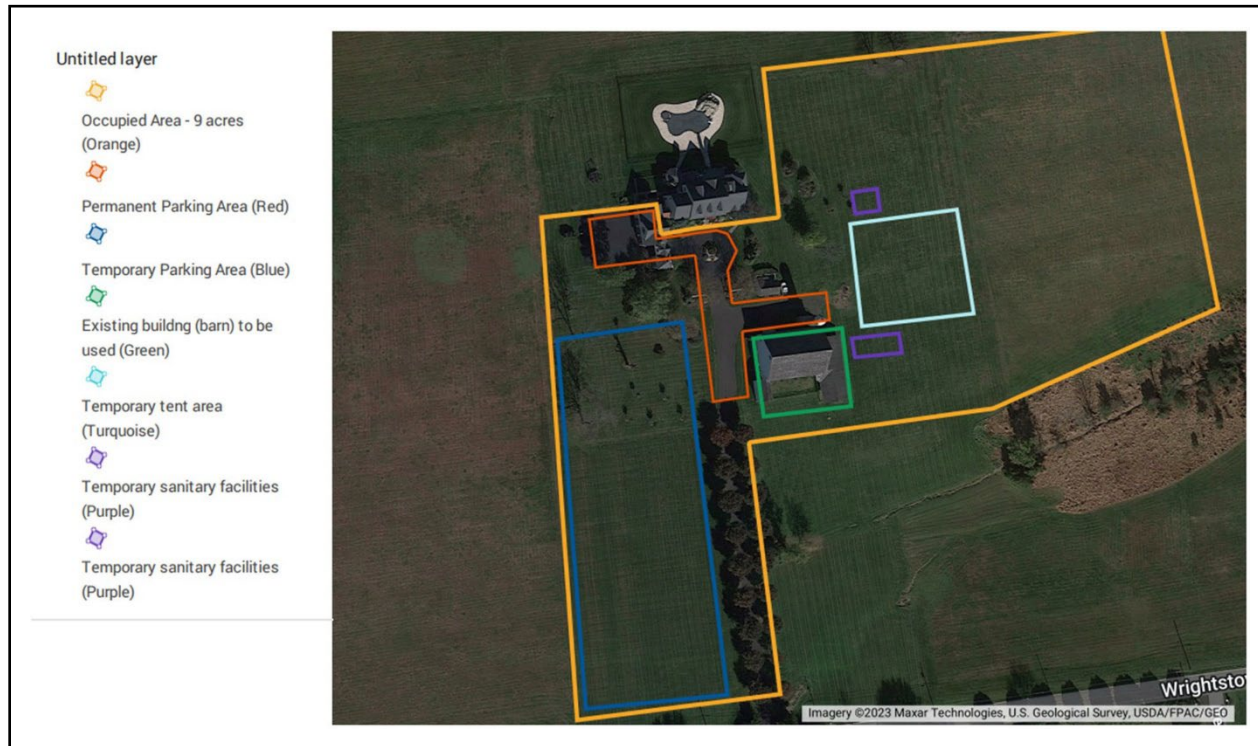 Untitled layer
Occupied Area - 9 acres
(Orange)
Permanent Parking Area (Red)
Temporary Parking Area (Blue)
Existing buildng (barn) to be
used (Green)
Temporary tent area
(Turquoise)
Temporary sanitary facilities
(Purple)
Temporary sanitary facilities
(Purple)
Wrightsto
Imagery ©2023 Maxar Technologies, U.S. Geological Survey, USDA/FPAC/GEO